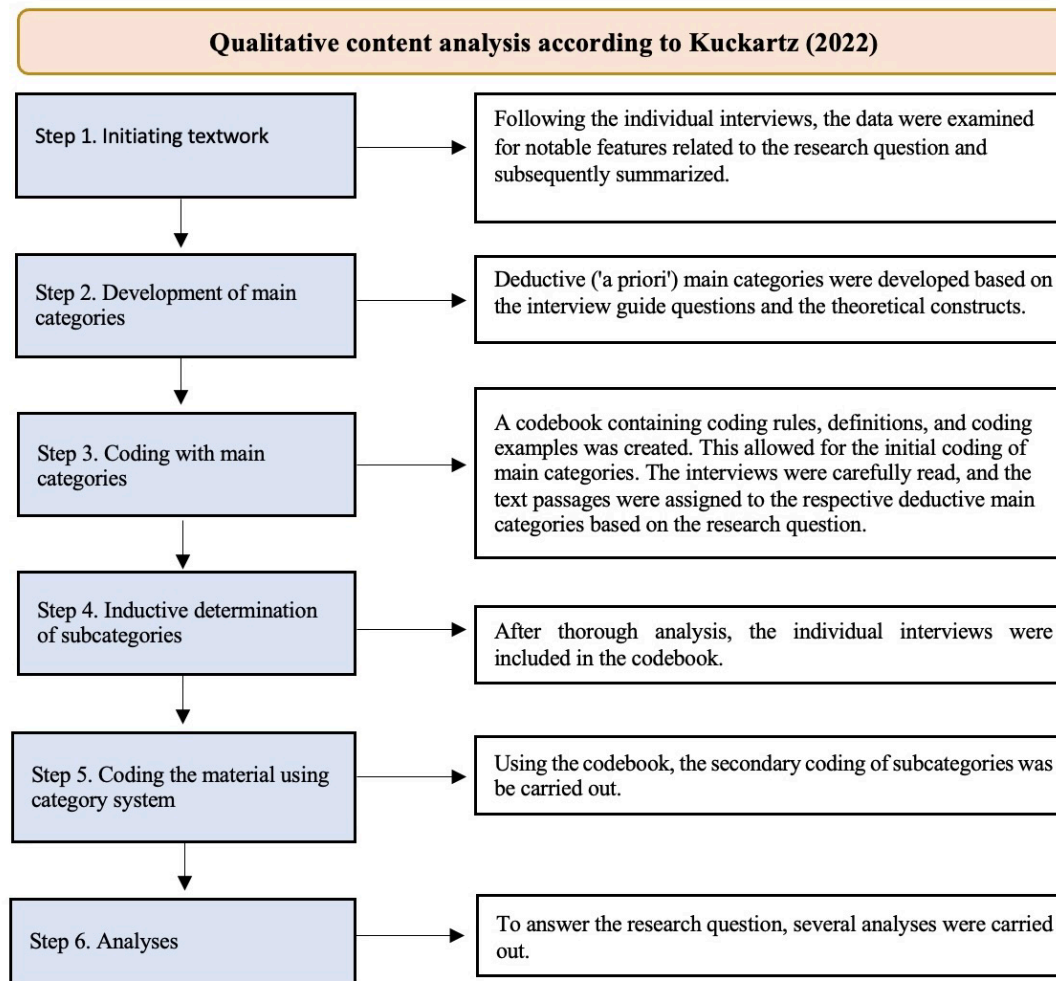 Qualitative content analysis according to Kuckartz (2022)
Step 1. Initiating textwork
Following the individual interviews, the data were examined
for notable features related to the research question and
subsequently summarized.
Step 2. Development of main
categories
Deductive ('a priori') main categories were developed based on
the interview guide questions and the theoretical constructs.
Step 3. Coding with main
categories
A codebook containing coding rules, definitions, and coding
examples was created. This allowed for the initial coding of
main categories. The interviews were carefully read, and the
text passages were assigned to the respective deductive main
categories based on the research question.
Step 4. Inductive determination
of subcategories
After thorough analysis, the individual interviews were
included in the codebook.
Step 5. Coding the material using
category system
Using the codebook, the secondary coding of subcategories was
be carried out.
Step 6. Analyses
To answer the research question, several analyses were carried
out.